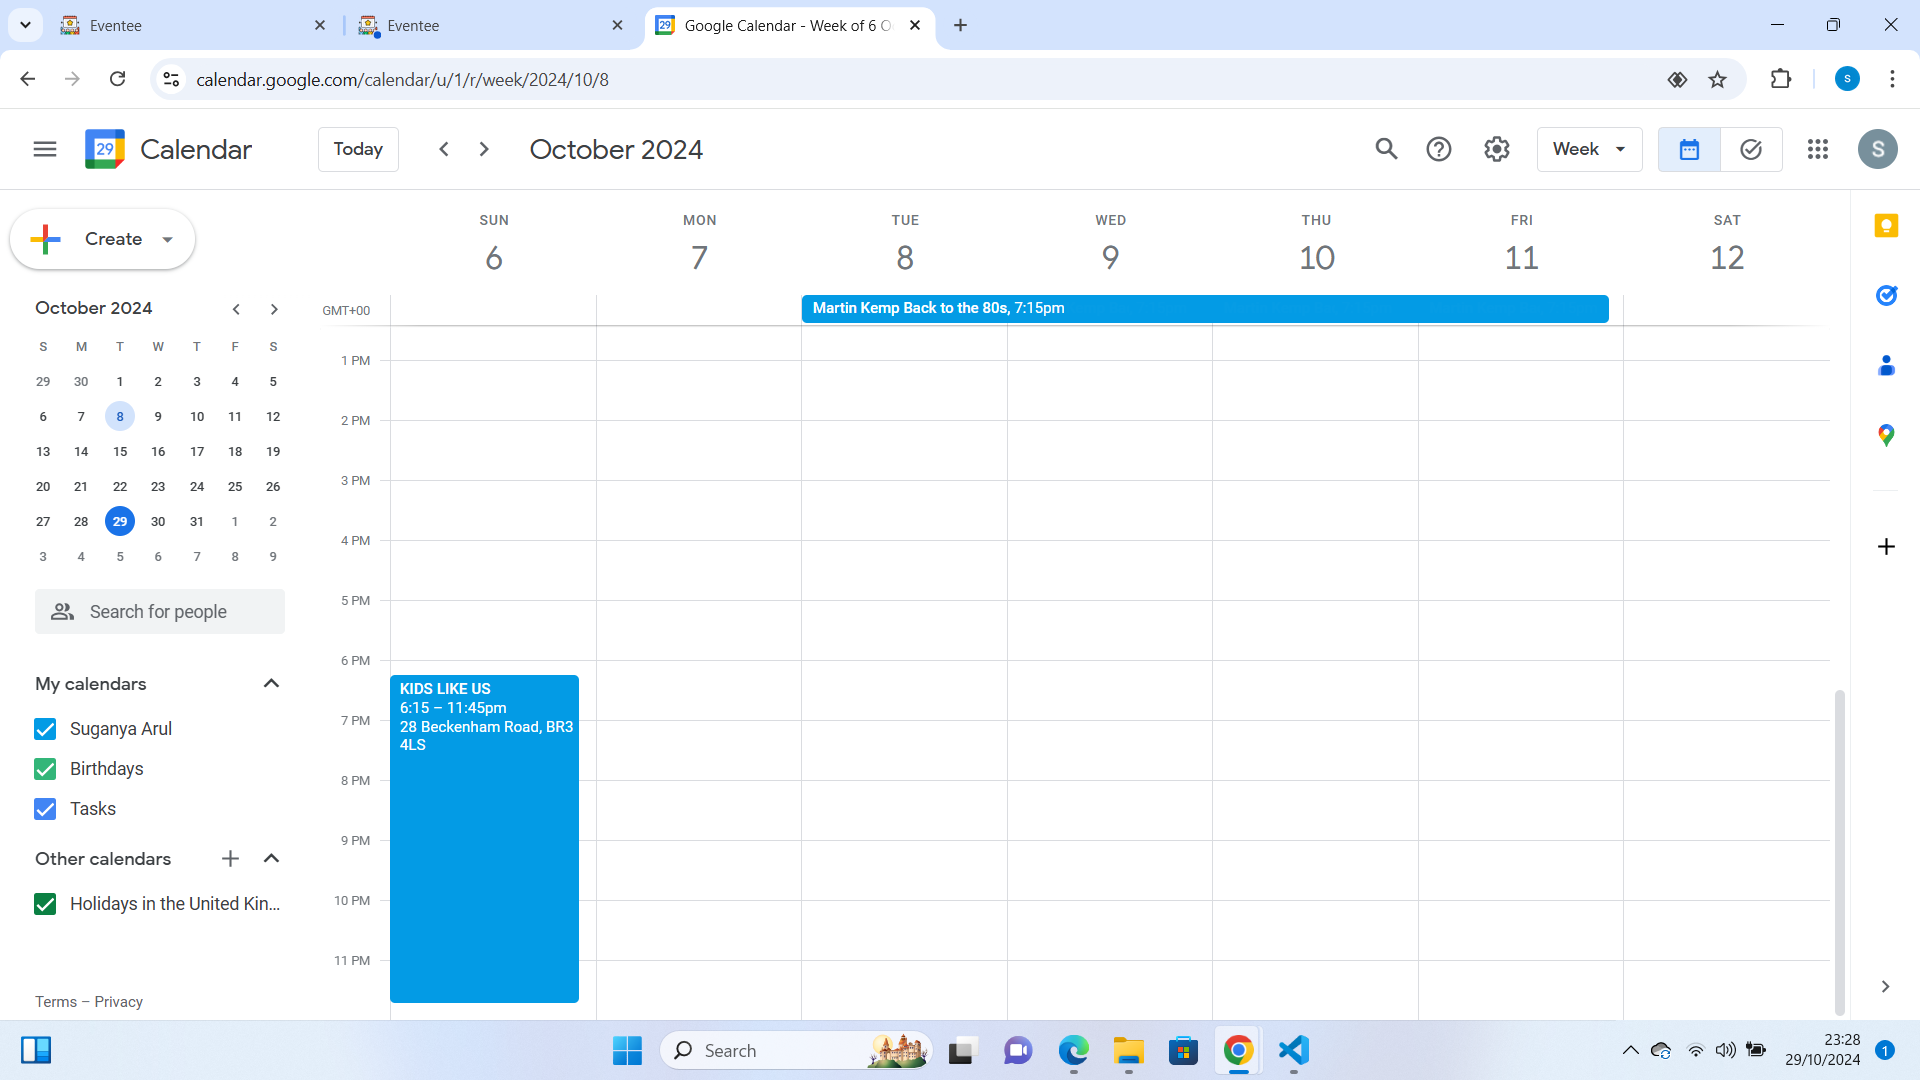 Eventee
Eventee
Google Calendar - Week of 6 O
calendar.google.com/calendar/u/1/r/week/2024/10/8
S
29
Calendar
Today
October 2024
Week
S
Create
SUN
MON
TUE
WED
THU
FRI
SAT
6
7
8
9
10
11
12
October 2024
GMT+00
Martin Kemp Back to the 80s, 7:15pm
S M T W T F S
29 30 1 2 3 4 5
6 7 8 9 10 11 12
13 14 15 16 17 18 19
20 21 22 23 24 25 26
27 28 29 30 31 1 2
3 4 5 6 7 8 9
Search for people
My calendars
Suganya Arul
Birthdays
Tasks
Other calendars
Holidays in the United Kin...
Terms – Privacy
1 PM
2 PM
3 PM
4 PM
5 PM
6 PM
7 PM
8 PM
9 PM
10 PM
11 PM
KIDS LIKE US
6:15 – 11:45pm
28 Beckenham Road, BR3
4LS
Search
23:28
29/10/2024
1